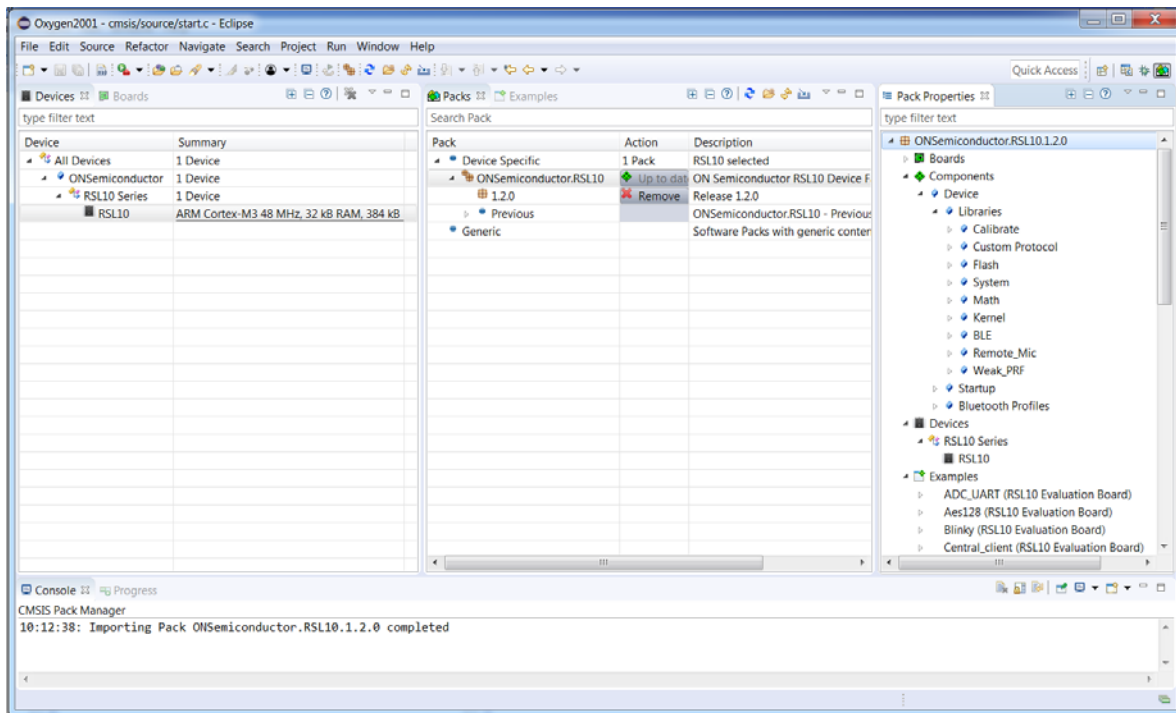 Oxygen2001 - cmsis/source/start.c - Eclipse
File Edit Source Refactor Navigate Search Project Run Window Help
Quick Access
Devices Boards
type filter text
Device Summary
All Devices 1 Device
ONSemiconductor 1 Device
RSL10 Series 1 Device
RSL10 ARM Cortex-M3 48 MHz, 32 kB RAM, 384 kB
Packs Examples
Search Pack
Pack Action Description
Device Specific 1 Pack RSL10 selected
ONSemiconductor.RSL10 Up to dat ON Semiconductor RSL10 Device F
1.2.0 Remove Release 1.2.0
Previous ONSemiconductor.RSL10 - Previous
Generic Software Packs with generic conten
Pack Properties
type filter text
ONSemiconductor.RSL10.1.2.0
Boards
Components
Device
Libraries
Calibrate
Custom Protocol
Flash
System
Math
Kernel
BLE
Remote_Mic
Weak_PRF
Startup
Bluetooth Profiles
Devices
RSL10 Series
RSL10
Examples
ADC_UART (RSL10 Evaluation Board)
Aes128 (RSL10 Evaluation Board)
Blinky (RSL10 Evaluation Board)
Central_client (RSL10 Evaluation Board)
Console Progress
CMSIS Pack Manager
10:12:38: Importing Pack ONSemiconductor.RSL10.1.2.0 completed